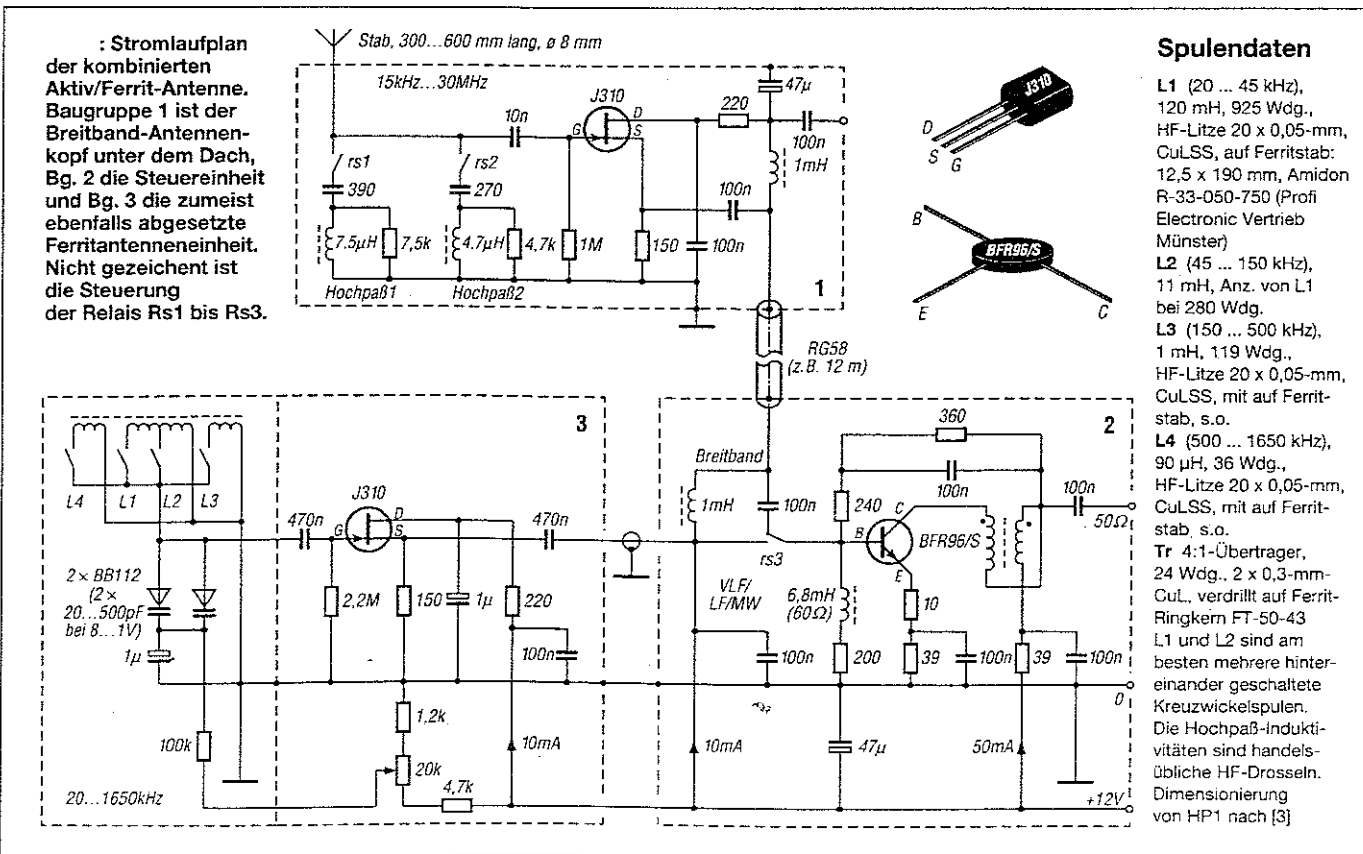 : Stromlaufplan
der kombinierten
Aktiv/Ferrit-Antenne.
Baugruppe 1 ist der
Breitband-Antennen-
kopf unter dem Dach,
Bg. 2 die Steuereinheit
und Bg. 3 die zumeist
ebenfalls abgesetzte
Ferritantenneneinheit.
Nicht gezeichent ist
die Steuerung
der Relais Rs1 bis Rs3.
Stab, 300...600 mm lang, ø 8 mm
15kHz...30MHz
J310
10n
G
D
S
220
47µ
100n
1mH
rs1
390
rs2
270
100n
7.5µH
7,5k
4.7µH
4,7k
1M
150
100n
Hochpaß1
Hochpaß2
1
RG58
(z.B. 12 m)
J310
D
S
G
B
BFR96/S
E
C
3
L4
L1
L2
L3
J310
470n
G
D
S
470n
2 x BB112
(2 x
20...500pF
bei 8...1V)
1µ
2,2M
150
1µ
220
100n
100k
1,2k
20k
4,7k
10mA
20...1650kHz
2
Breitband
1mH
100n
rs3
VLF/
LF/MW
360
100n
240
C
B
E
BFR96/S
100n
50Ω
6,8mH
(60Ω)
10
100n
200
39
100n
39
100n
0
10mA
47µ
50mA
+12V
Spulendaten
L1 (20 ... 45 kHz),
120 mH, 925 Wdg.,
HF-Litze 20 x 0,05-mm,
CuLSS, auf Ferritstab:
12,5 x 190 mm, Amidon
R-33-050-750 (Profi
Electronic Vertrieb
Münster)
L2 (45 ... 150 kHz),
11 mH, Anz. von L1
bei 280 Wdg.
L3 (150 ... 500 kHz),
1 mH, 119 Wdg.,
HF-Litze 20 x 0,05-mm,
CuLSS, mit auf Ferrit-
stab, s.o.
L4 (500 ... 1650 kHz),
90 µH, 36 Wdg.,
HF-Litze 20 x 0,05-mm,
CuLSS, mit auf Ferrit-
stab, s.o.
Tr 4:1-Übertrager,
24 Wdg., 2 x 0,3-mm-
CuL, verdrillt auf Ferrit-
Ringkern FT-50-43
L1 und L2 sind am
besten mehrere hinter-
einander geschaltete
Kreuzwickelspulen.
Die Hochpaß-Indukti-
vitäten sind handels-
übliche HF-Drosseln.
Dimensionierung
von HP1 nach [3]